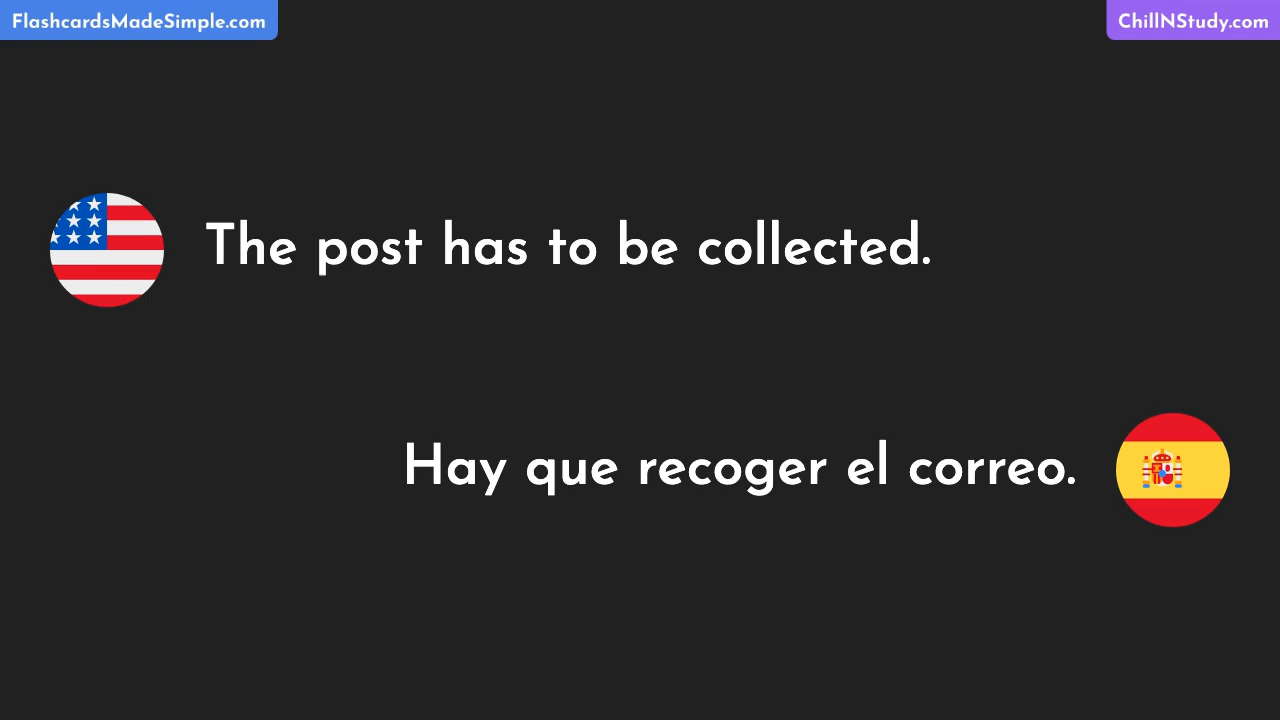 FlashcardsMadeSimple.com
ChillNStudy.com
The post has to be collected.
Hay que recoger el correo.